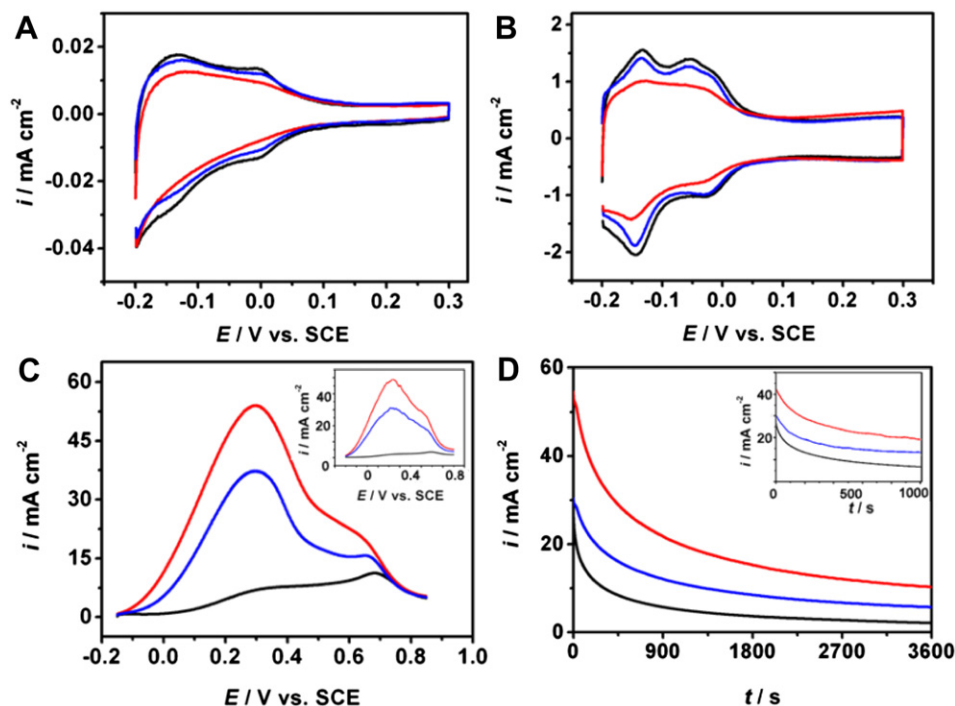 A
i / mA cm-2
0.02
0.00
-0.02
-0.04
-0.2 -0.1 0.0 0.1 0.2 0.3
E / V vs. SCE
B
i / mA cm-2
2
1
0
-1
-2
-0.2 -0.1 0.0 0.1 0.2 0.3
E / V vs. SCE
C
i / mA cm-2
60
45
30
15
0
-0.2 0.0 0.2 0.4 0.6 0.8 1.0
E / V vs. SCE
i / mA cm-2
40
20
0
0 0.4 0.8
E / V vs. SCE
D
i / mA cm-2
60
40
20
0
0 900 1800 2700 3600
t / s
i / mA cm-2
40
20
0 500 1000
t / s